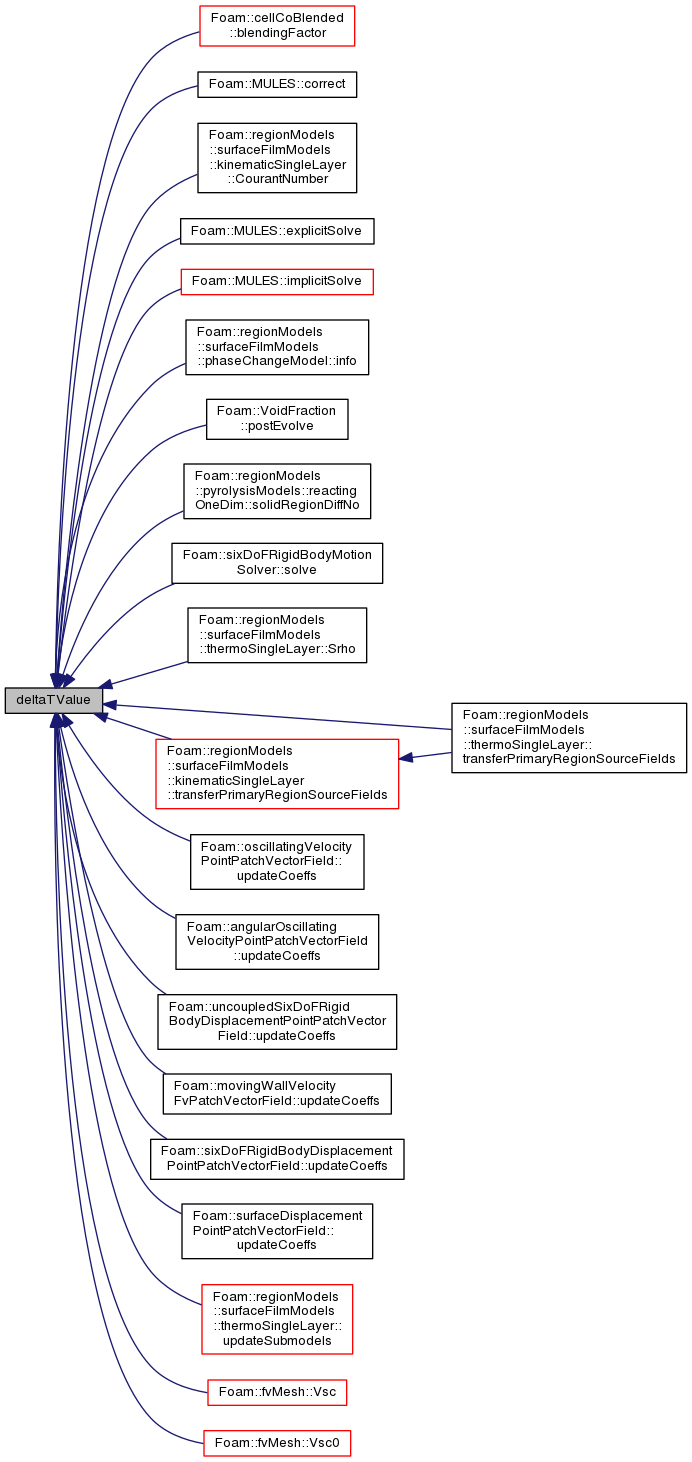 Foam::cellCoBlended
::blendingFactor
Foam::MULES::correct
Foam::regionModels
::surfaceFilmModels
::kinematicSingleLayer
::CourantNumber
Foam::MULES::explicitSolve
Foam::MULES::implicitSolve
Foam::regionModels
::surfaceFilmModels
::phaseChangeModel::info
Foam::VoidFraction
::postEvolve
Foam::regionModels
::pyrolysisModels::reacting
OneDim::solidRegionDiffNo
Foam::sixDoFRigidBodyMotion
Solver::solve
Foam::regionModels
::surfaceFilmModels
::thermoSingleLayer::Srho
deltaTValue
Foam::regionModels
::surfaceFilmModels
::thermoSingleLayer::
transferPrimaryRegionSourceFields
Foam::regionModels
::surfaceFilmModels
::kinematicSingleLayer
::transferPrimaryRegionSourceFields
Foam::oscillatingVelocity
PointPatchVectorField::
updateCoeffs
Foam::angularOscillating
VelocityPointPatchVectorField
::updateCoeffs
Foam::uncoupledSixDoFRigid
BodyDisplacementPointPatchVector
Field::updateCoeffs
Foam::movingWallVelocity
FvPatchVectorField::updateCoeffs
Foam::sixDoFRigidBodyDisplacement
PointPatchVectorField::updateCoeffs
Foam::surfaceDisplacement
PointPatchVectorField::
updateCoeffs
Foam::regionModels
::surfaceFilmModels
::thermoSingleLayer::
updateSubmodels
Foam::fvMesh::Vsc
Foam::fvMesh::Vsc0